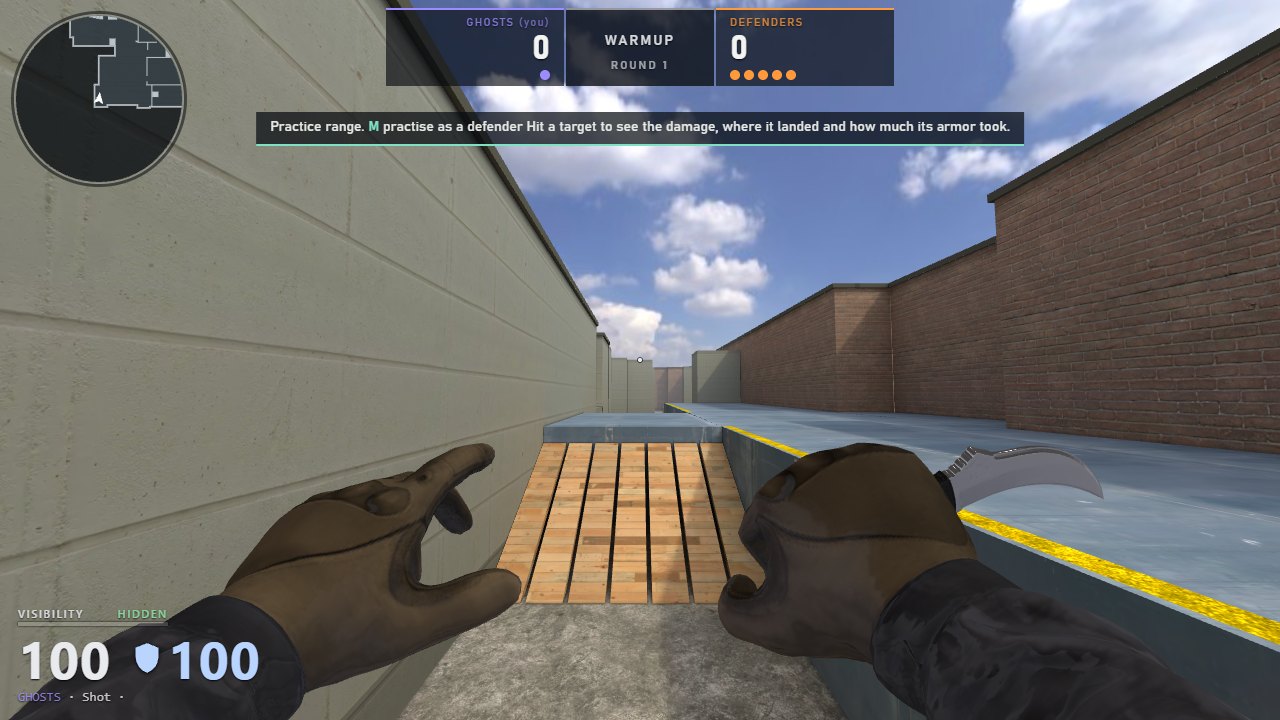 GHOSTS (you)
0
WARMUP
ROUND 1
DEFENDERS
0
Practice range. M practise as a defender Hit a target to see the damage, where it landed and how much its armor took.
VISIBILITY HIDDEN
100 100
GHOSTS · Shot ·